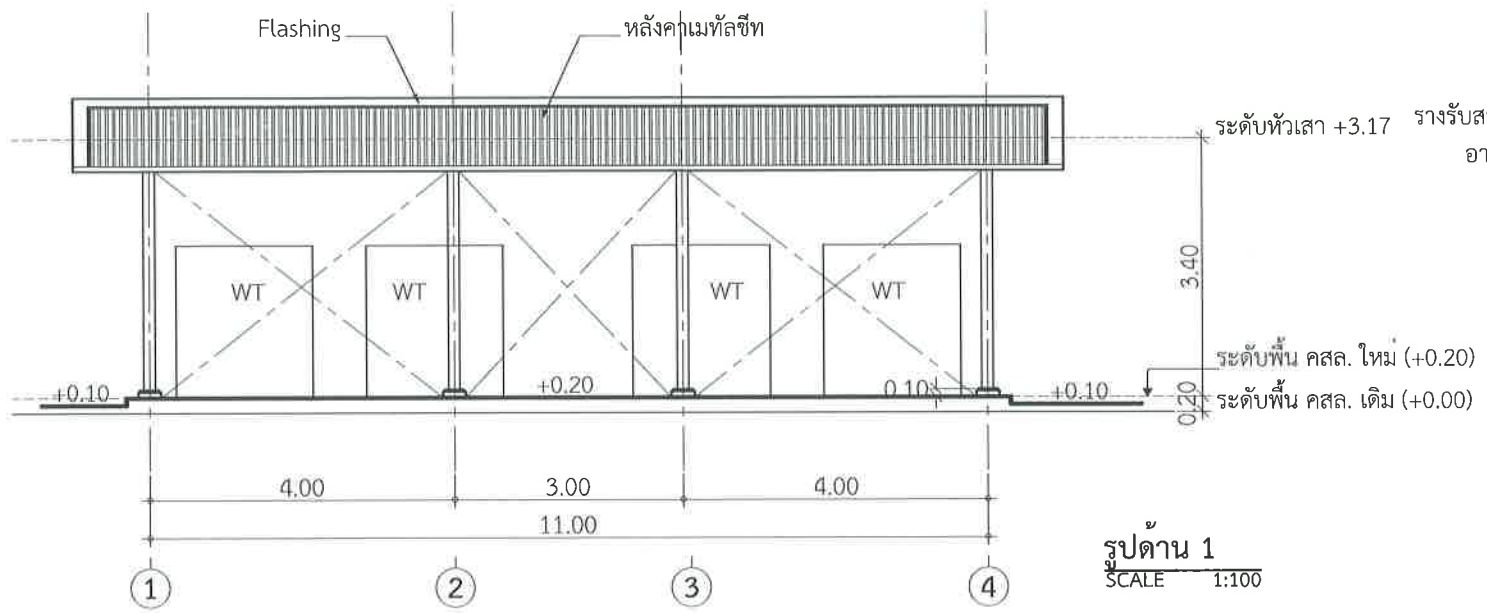 Flashing
หลังคาเมทัลชีท
ระดับหัวเสา +3.17
รางรับ
WT
WT
WT
WT
3.40
ระดับพื้น คสล. ใหม่ (+0.20)
+0.10
+0.20
0.10
+0.10
0.20
ระดับพื้น คสล. เดิม (+0.00)
4.00
3.00
4.00
11.00
รูปด้าน 1
SCALE 1:100
1
2
3
4